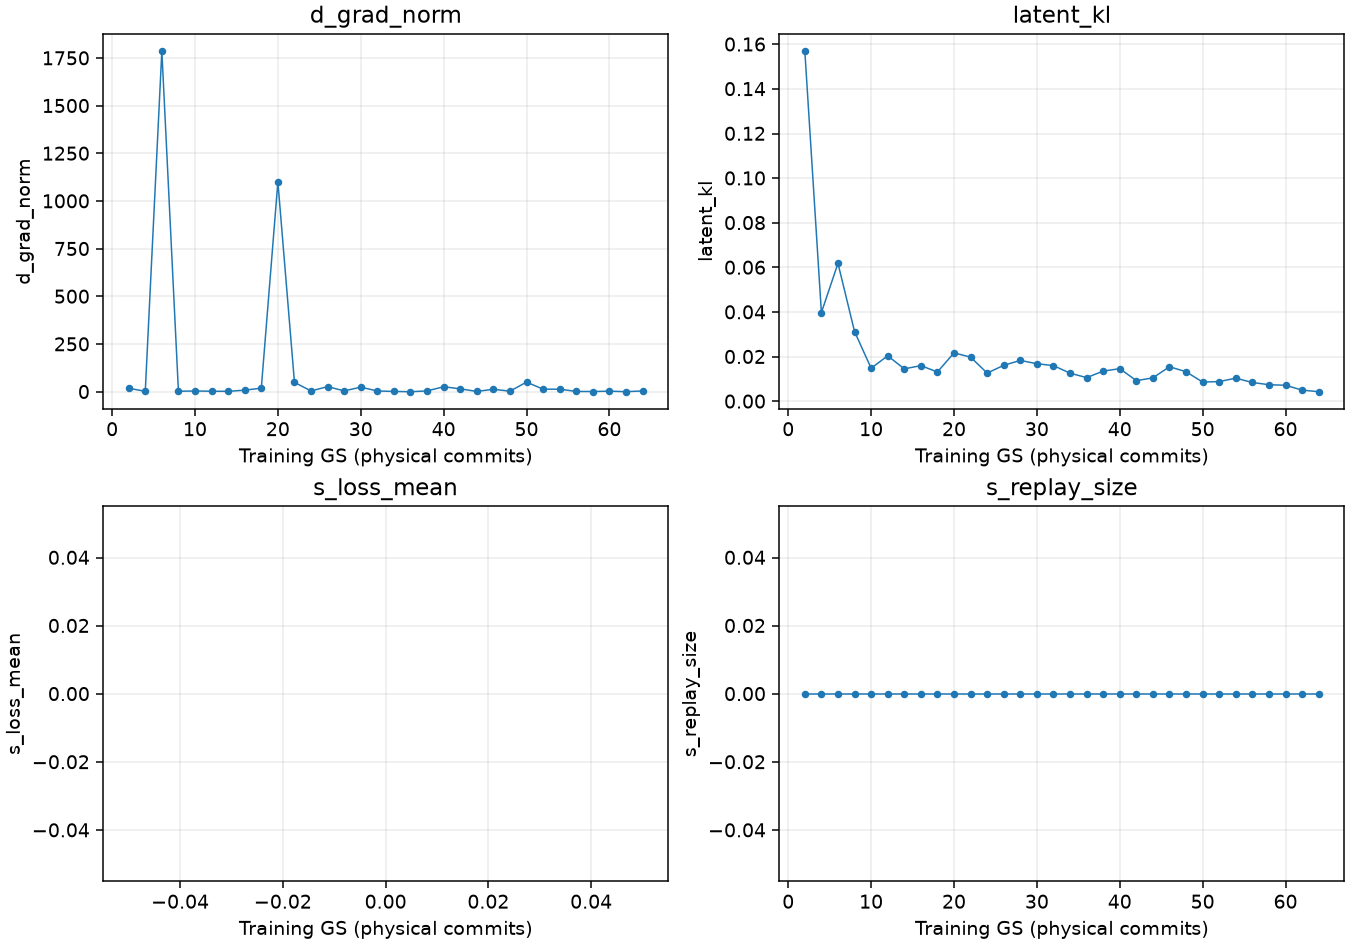 d_grad_norm
1750
1500
1250
1000
750
500
250
0
d_grad_norm
0 10 20 30 40 50 60
Training GS (physical commits)
latent_kl
0.16
0.14
0.12
0.10
0.08
0.06
0.04
0.02
0.00
latent_kl
0 10 20 30 40 50 60
Training GS (physical commits)
s_loss_mean
0.04
0.02
0.00
−0.02
−0.04
s_loss_mean
−0.04 −0.02 0.00 0.02 0.04
Training GS (physical commits)
s_replay_size
0.04
0.02
0.00
−0.02
−0.04
s_replay_size
0 10 20 30 40 50 60
Training GS (physical commits)